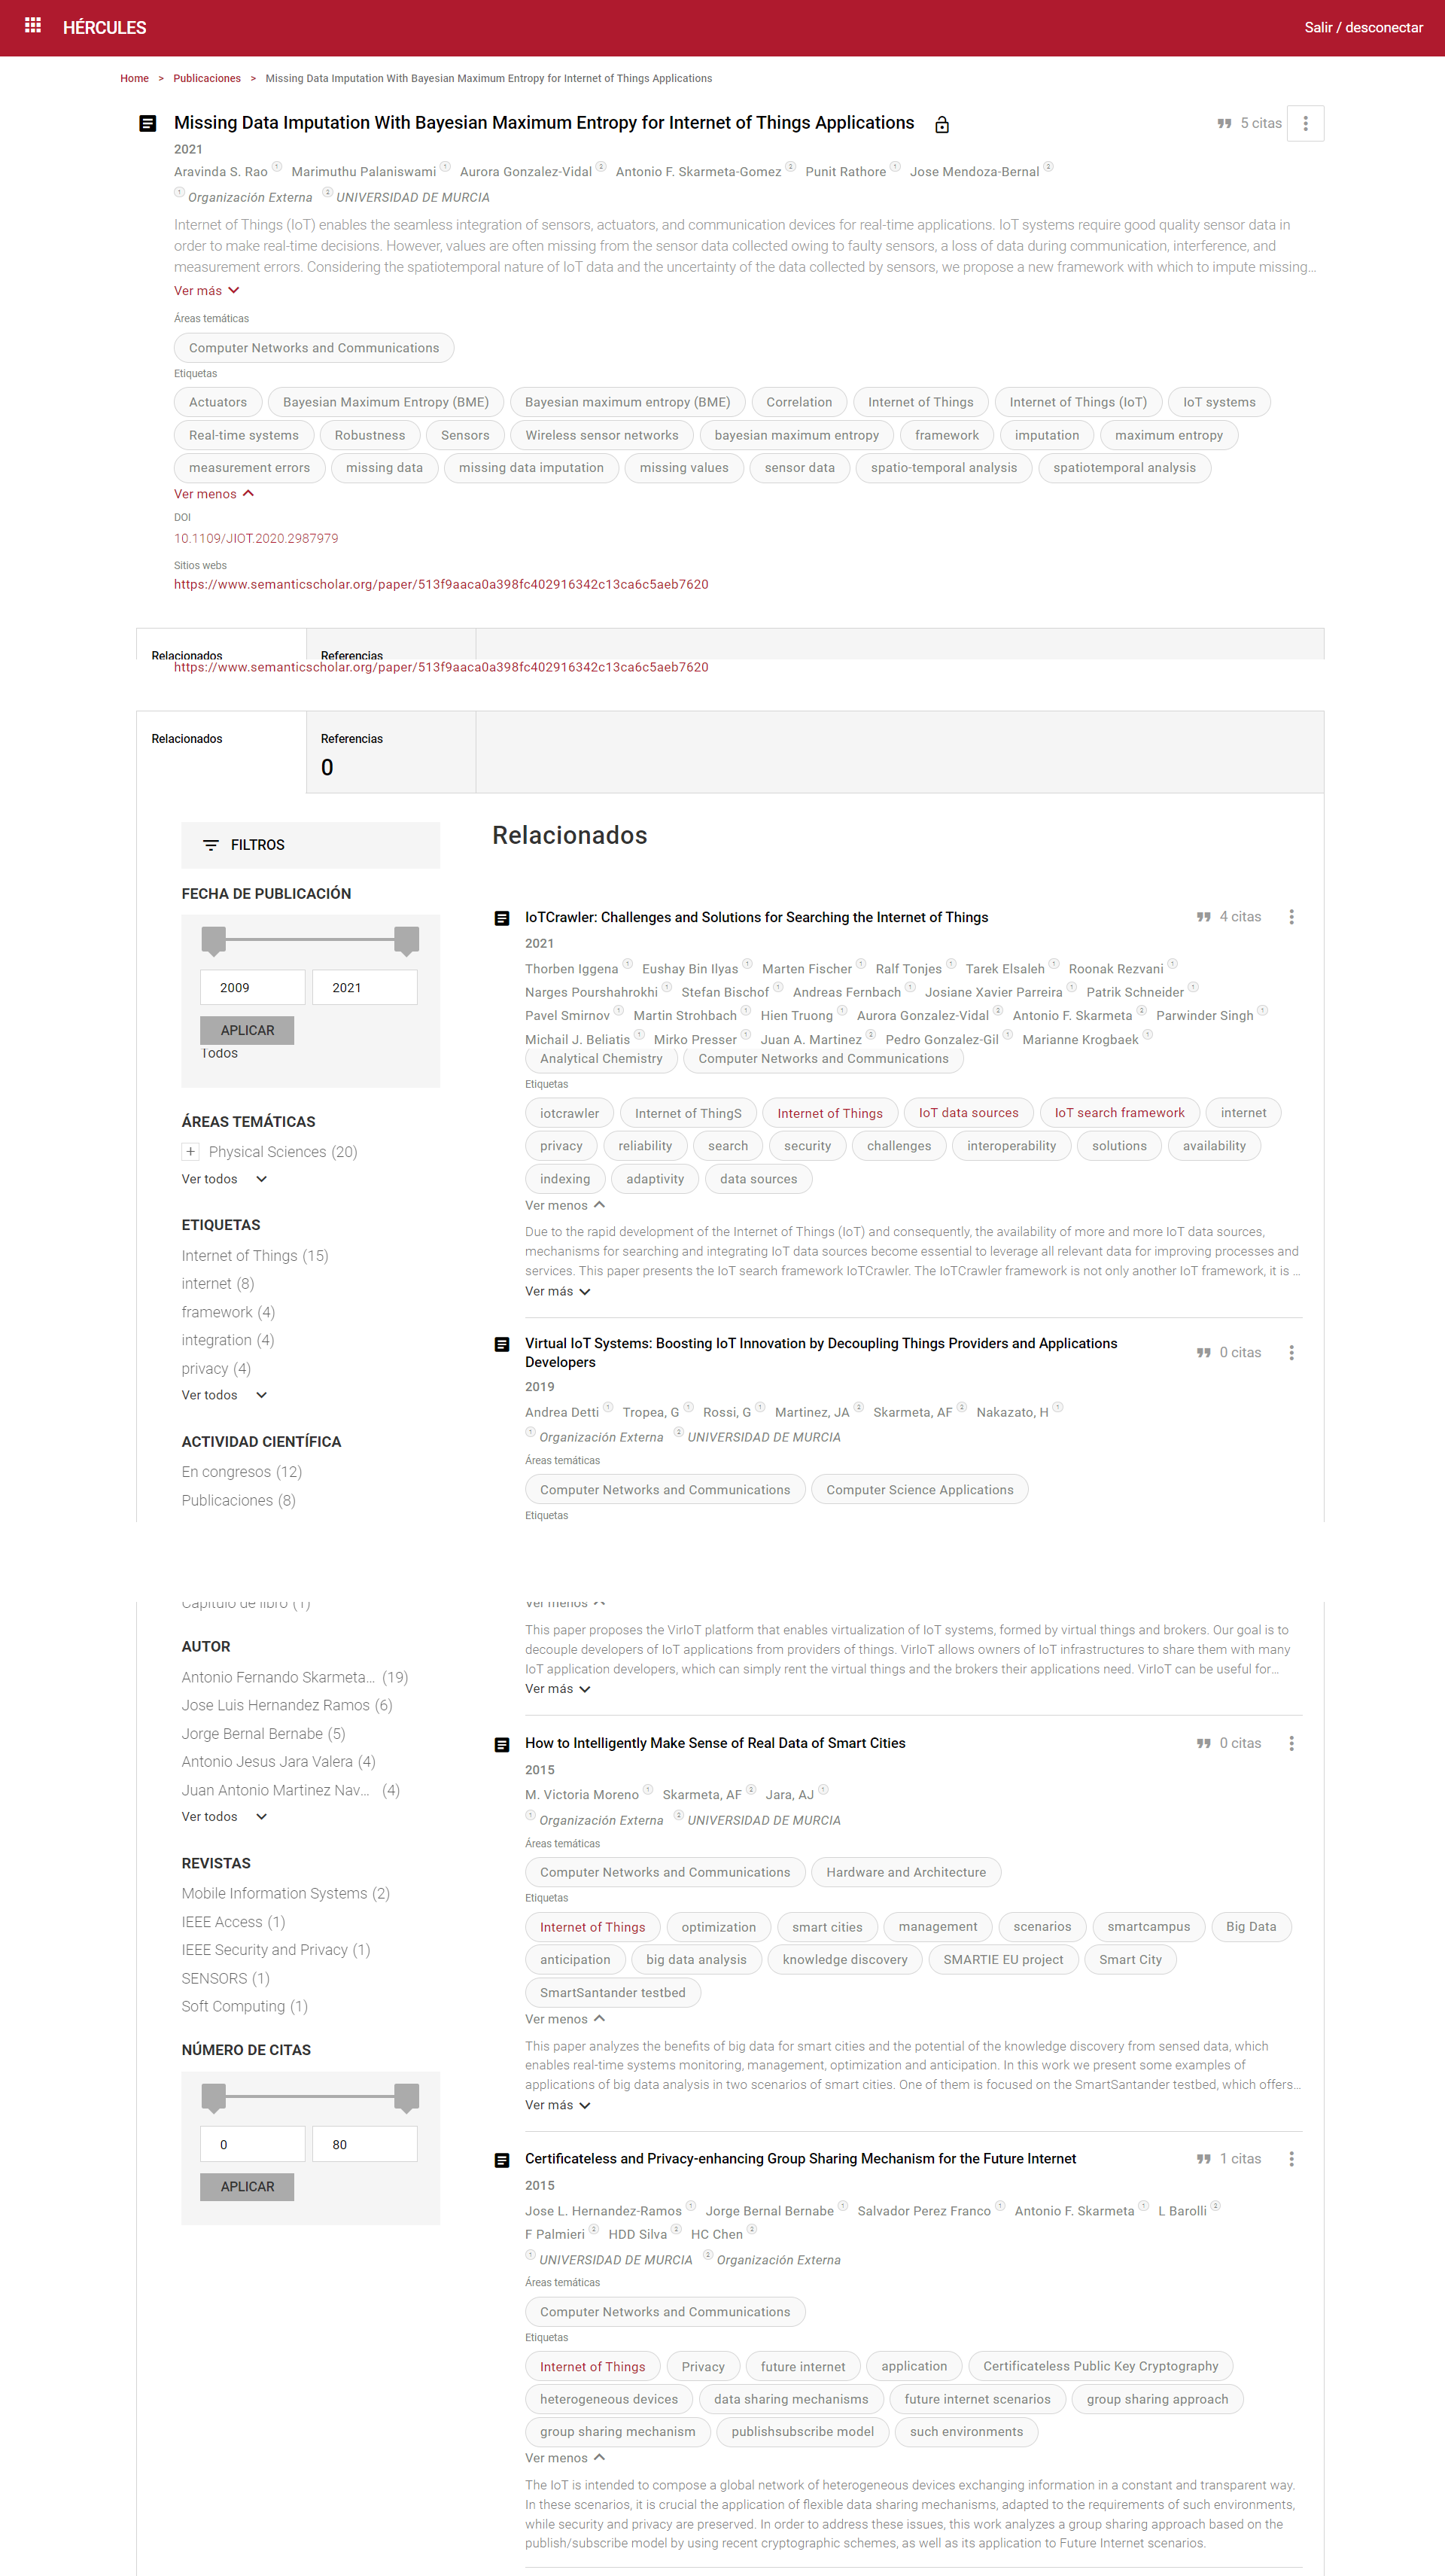 HÉRCULES
Salir / desconectar
Home > Publicaciones > Missing Data Imputation With Bayesian Maximum Entropy for Internet of Things Applications
Missing Data Imputation With Bayesian Maximum Entropy for Internet of Things Applications
5 citas
2021
Aravinda S. Rao 1 Marimuthu Palaniswami 1 Aurora Gonzalez-Vidal 2 Antonio F. Skarmeta-Gomez 2 Punit Rathore 1 Jose Mendoza-Bernal 2
1 Organización Externa 2 UNIVERSIDAD DE MURCIA
Internet of Things (IoT) enables the seamless integration of sensors, actuators, and communication devices for real-time applications. IoT systems require good quality sensor data in
order to make real-time decisions. However, values are often missing from the sensor data collected owing to faulty sensors, a loss of data during communication, interference, and
measurement errors. Considering the spatiotemporal nature of IoT data and the uncertainty of the data collected by sensors, we propose a new framework with which to impute missing...
Ver más
Áreas temáticas
Computer Networks and Communications
Etiquetas
Actuators Bayesian Maximum Entropy (BME) Bayesian maximum entropy (BME) Correlation Internet of Things Internet of Things (IoT) IoT systems
Real-time systems Robustness Sensors Wireless sensor networks bayesian maximum entropy framework imputation maximum entropy
measurement errors missing data missing data imputation missing values sensor data spatio-temporal analysis spatiotemporal analysis
Ver menos
DOI
10.1109/JIOT.2020.2987979
Sitios webs
https://www.semanticscholar.org/paper/513f9aaca0a398fc402916342c13ca6c5aeb7620
Relacionados Referencias
https://www.semanticscholar.org/paper/513f9aaca0a398fc402916342c13ca6c5aeb7620
Relacionados Referencias
0
FILTROS
FECHA DE PUBLICACIÓN
2009 2021
APLICAR
Todos
ÁREAS TEMÁTICAS
+ Physical Sciences (20)
Ver todos
ETIQUETAS
Internet of Things (15)
internet (8)
framework (4)
integration (4)
privacy (4)
Ver todos
ACTIVIDAD CIENTÍFICA
En congresos (12)
Publicaciones (8)
Capítulo de libro (1)
AUTOR
Antonio Fernando Skarmeta... (19)
Jose Luis Hernandez Ramos (6)
Jorge Bernal Bernabe (5)
Antonio Jesus Jara Valera (4)
Juan Antonio Martinez Nav... (4)
Ver todos
REVISTAS
Mobile Information Systems (2)
IEEE Access (1)
IEEE Security and Privacy (1)
SENSORS (1)
Soft Computing (1)
NÚMERO DE CITAS
0 80
APLICAR
Relacionados
IoTCrawler: Challenges and Solutions for Searching the Internet of Things
4 citas
2021
Thorben Iggena 1 Eushay Bin Ilyas 1 Marten Fischer 1 Ralf Tonjes 1 Tarek Elsaleh 1 Roonak Rezvani 1
Narges Pourshahrokhi 1 Stefan Bischof 1 Andreas Fernbach 1 Josiane Xavier Parreira 1 Patrik Schneider 1
Pavel Smirnov 1 Martin Strohbach 1 Hien Truong 1 Aurora Gonzalez-Vidal 2 Antonio F. Skarmeta 2 Parwinder Singh 1
Michail J. Beliatis 1 Mirko Presser 1 Juan A. Martinez 2 Pedro Gonzalez-Gil 1 Marianne Krogbaek 1
Analytical Chemistry Computer Networks and Communications
Etiquetas
iotcrawler Internet of ThingS Internet of Things IoT data sources IoT search framework internet
privacy reliability search security challenges interoperability solutions availability
indexing adaptivity data sources
Ver menos
Due to the rapid development of the Internet of Things (IoT) and consequently, the availability of more and more IoT data sources,
mechanisms for searching and integrating IoT data sources become essential to leverage all relevant data for improving processes and
services. This paper presents the IoT search framework IoTCrawler. The IoTCrawler framework is not only another IoT framework, it is ...
Ver más
Virtual IoT Systems: Boosting IoT Innovation by Decoupling Things Providers and Applications
Developers
0 citas
2019
Andrea Detti 1 Tropea, G 1 Rossi, G 1 Martinez, JA 2 Skarmeta, AF 2 Nakazato, H 1
1 Organización Externa 2 UNIVERSIDAD DE MURCIA
Áreas temáticas
Computer Networks and Communications Computer Science Applications
Etiquetas
Ver menos
This paper proposes the VirIoT platform that enables virtualization of IoT systems, formed by virtual things and brokers. Our goal is to
decouple developers of IoT applications from providers of things. VirIoT allows owners of IoT infrastructures to share them with many
IoT application developers, which can simply rent the virtual things and the brokers their applications need. VirIoT can be useful for...
Ver más
How to Intelligently Make Sense of Real Data of Smart Cities
0 citas
2015
M. Victoria Moreno 1 Skarmeta, AF 2 Jara, AJ 1
1 Organización Externa 2 UNIVERSIDAD DE MURCIA
Áreas temáticas
Computer Networks and Communications Hardware and Architecture
Etiquetas
Internet of Things optimization smart cities management scenarios smartcampus Big Data
anticipation big data analysis knowledge discovery SMARTIE EU project Smart City
SmartSantander testbed
Ver menos
This paper analyzes the benefits of big data for smart cities and the potential of the knowledge discovery from sensed data, which
enables real-time systems monitoring, management, optimization and anticipation. In this work we present some examples of
applications of big data analysis in two scenarios of smart cities. One of them is focused on the SmartSantander testbed, which offers...
Ver más
Certificateless and Privacy-enhancing Group Sharing Mechanism for the Future Internet
1 citas
2015
Jose L. Hernandez-Ramos 1 Jorge Bernal Bernabe 1 Salvador Perez Franco 1 Antonio F. Skarmeta 1 L Barolli 2
F Palmieri 2 HDD Silva 2 HC Chen 2
1 UNIVERSIDAD DE MURCIA 2 Organización Externa
Áreas temáticas
Computer Networks and Communications
Etiquetas
Internet of Things Privacy future internet application Certificateless Public Key Cryptography
heterogeneous devices data sharing mechanisms future internet scenarios group sharing approach
group sharing mechanism publishsubscribe model such environments
Ver menos
The IoT is intended to compose a global network of heterogeneous devices exchanging information in a constant and transparent way.
In these scenarios, it is crucial the application of flexible data sharing mechanisms, adapted to the requirements of such environments,
while security and privacy are preserved. In order to address these issues, this work analyzes a group sharing approach based on the
publish/subscribe model by using recent cryptographic schemes, as well as its application to Future Internet scenarios.